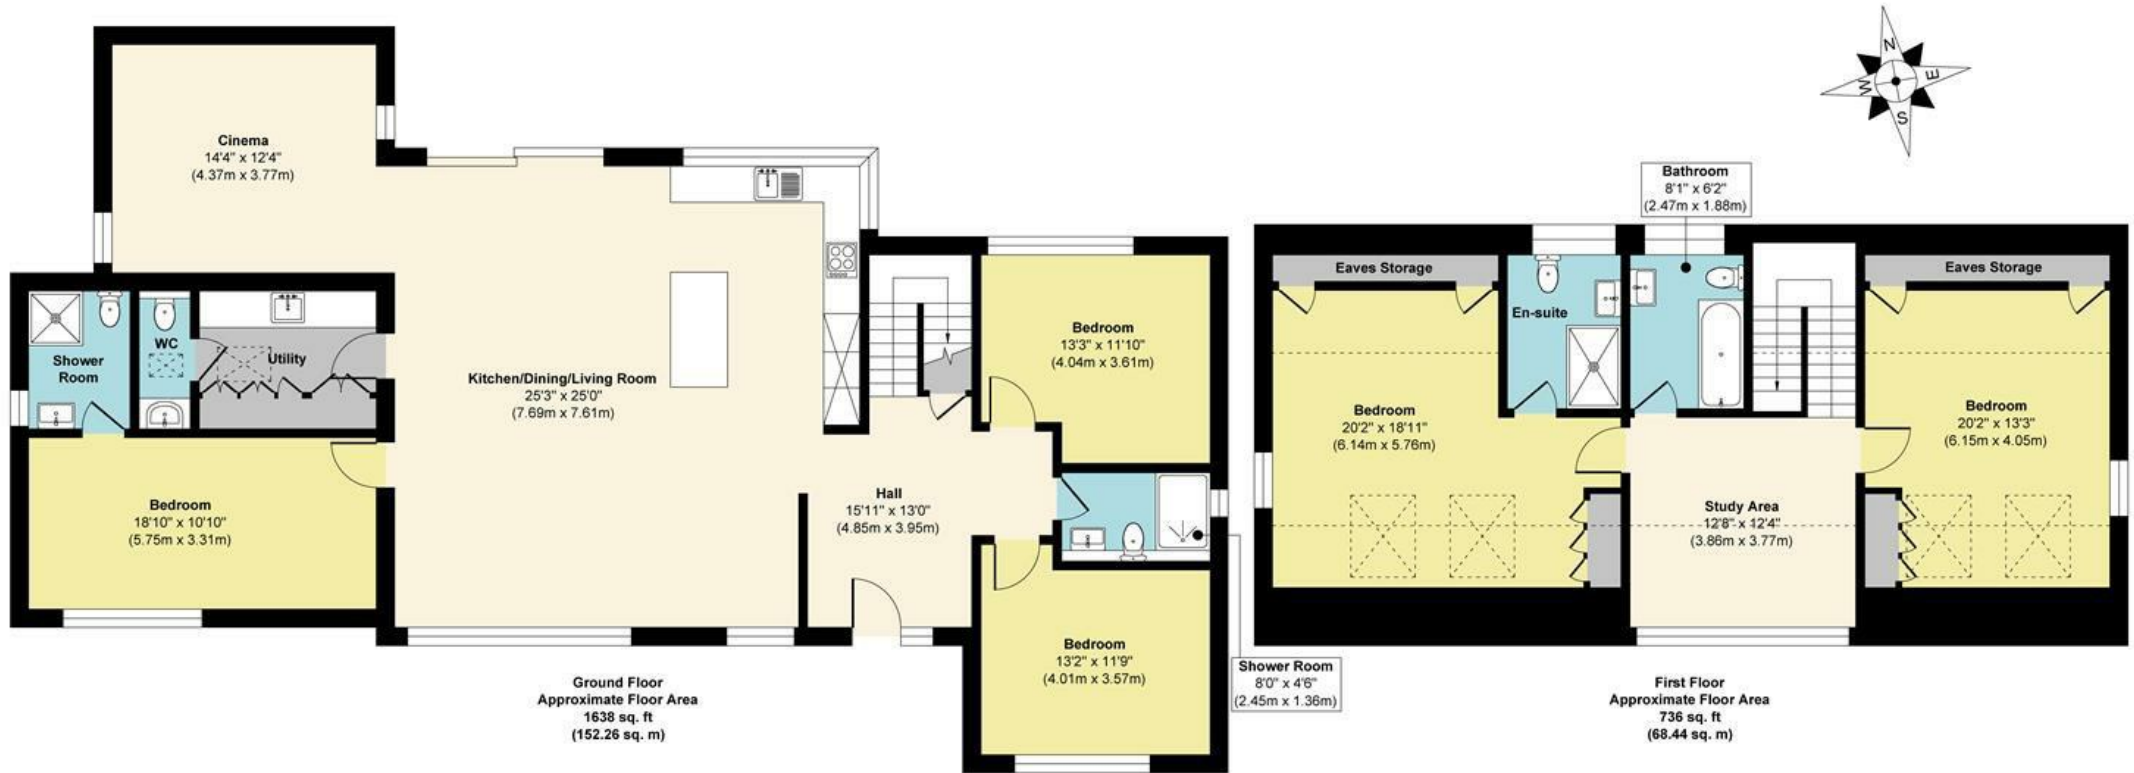 Cinema
14'4" x 12'4"
(4.37m x 3.77m)
Shower
Room
WC
Utility
Kitchen/Dining/Living Room
25'3" x 25'0"
(7.69m x 7.61m)
Bedroom
18'10" x 10'10"
(5.75m x 3.31m)
Bedroom
13'3" x 11'10"
(4.04m x 3.61m)
Hall
15'11" x 13'0"
(4.85m x 3.95m)
Bedroom
13'2" x 11'9"
(4.01m x 3.57m)
Shower Room
8'0" x 4'6"
(2.45m x 1.36m)
Ground Floor
Approximate Floor Area
1638 sq. ft
(152.26 sq. m)
N
E
S
W
Bathroom
8'1" x 6'2"
(2.47m x 1.88m)
Eaves Storage
En-suite
Eaves Storage
Bedroom
20'2" x 18'11"
(6.14m x 5.76m)
Bedroom
20'2" x 13'3"
(6.15m x 4.05m)
Study Area
12'8" x 12'4"
(3.86m x 3.77m)
First Floor
Approximate Floor Area
736 sq. ft
(68.44 sq. m)